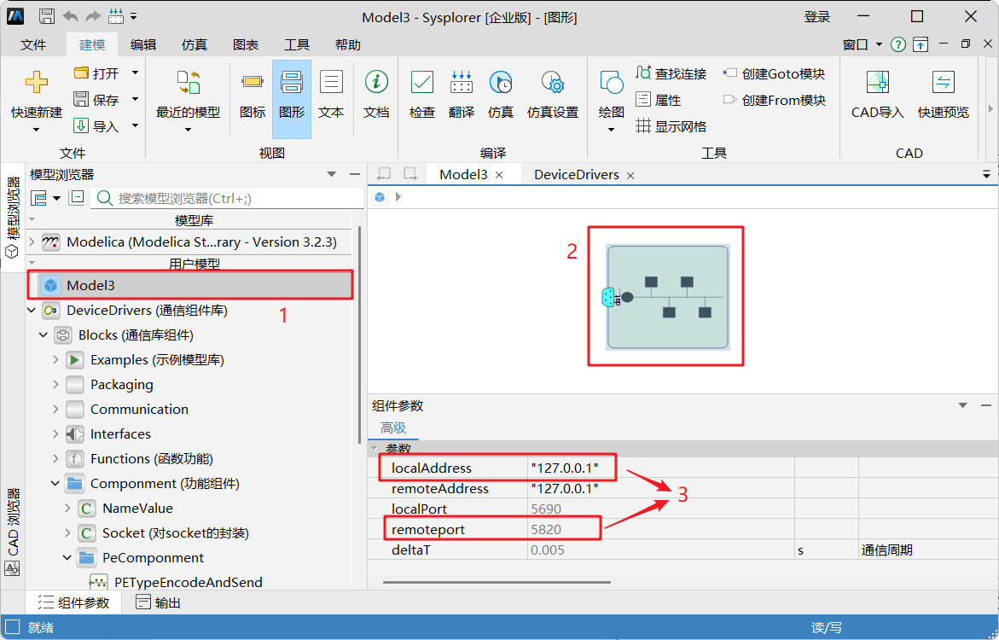 Model3 - Sysplorer [企业版] - [图形]
登录
文件 建模 编辑 仿真 图表 工具 帮助
窗口
快速新建
打开
保存
导入
文件
最近的模型
图标
图形
文本
文档
视图
检查
翻译
仿真
仿真设置
编译
绘图
查找连接
属性
显示网格
创建Goto模块
创建From模块
工具
CAD导入
快速预览
CAD
模型浏览器
CAD 浏览器
模型浏览器
搜索模型浏览器(Ctrl+;)
模型库
Modelica (Modelica St...rary - Version 3.2.3)
用户模型
Model3
1
DeviceDrivers (通信组件库)
Blocks (通信库组件)
Examples (示例模型库)
Packaging
Communication
Interfaces
Functions (函数功能)
Componment (功能组件)
NameValue
Socket (对socket的封装)
PeComponment
PETypeEncodeAndSend
Model3
DeviceDrivers
2
dat...
组件参数
高级
参数
localAddress "127.0.0.1"
remoteAddress "127.0.0.1"
localPort 5690
remoteport 5820
deltaT 0.005 s 通信周期
3
组件参数 输出
就绪
读/写